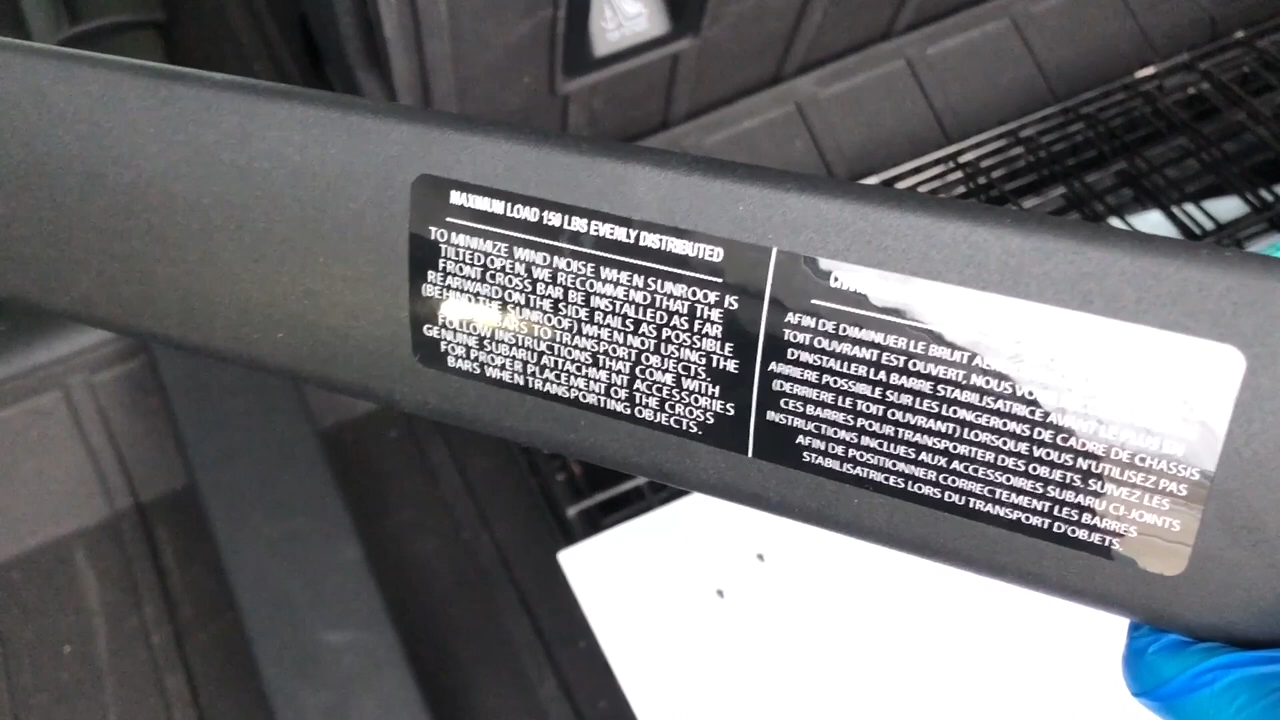 MAXIMUM LOAD 150 LBS EVENLY DISTRIBUTED
TO MINIMIZE WIND NOISE WHEN SUNROOF IS
TILTED OPEN, WE RECOMMEND THAT THE
FRONT CROSS BAR BE INSTALLED AS FAR
REARWARD ON THE SIDE RAILS AS POSSIBLE
(BEHIND THE SUNROOF) WHEN NOT USING THE
BARS TO TRANSPORT OBJECTS.
FOLLOW INSTRUCTIONS THAT COME WITH
GENUINE SUBARU ATTACHMENT ACCESSORIES
FOR PROPER PLACEMENT OF THE CROSS
BARS WHEN TRANSPORTING OBJECTS.
AFIN DE DIMINUER LE BRUIT
TOIT OUVRANT EST OUVERT, NOUS
D'INSTALLER LA BARRE STABILISATRICE AVANT LE PLUS EN
ARRIERE POSSIBLE SUR LES LONGERONS DE CADRE DE CHASSIS
(DERRIERE LE TOIT OUVRANT) LORSQUE VOUS N'UTILISEZ PAS
CES BARRES POUR TRANSPORTER DES OBJETS. SUIVEZ LES
INSTRUCTIONS INCLUES AUX ACCESSOIRES SUBARU CI-JOINTS
AFIN DE POSITIONNER CORRECTEMENT LES BARRES
STABILISATRICES LORS DU TRANSPORT D'OBJETS.